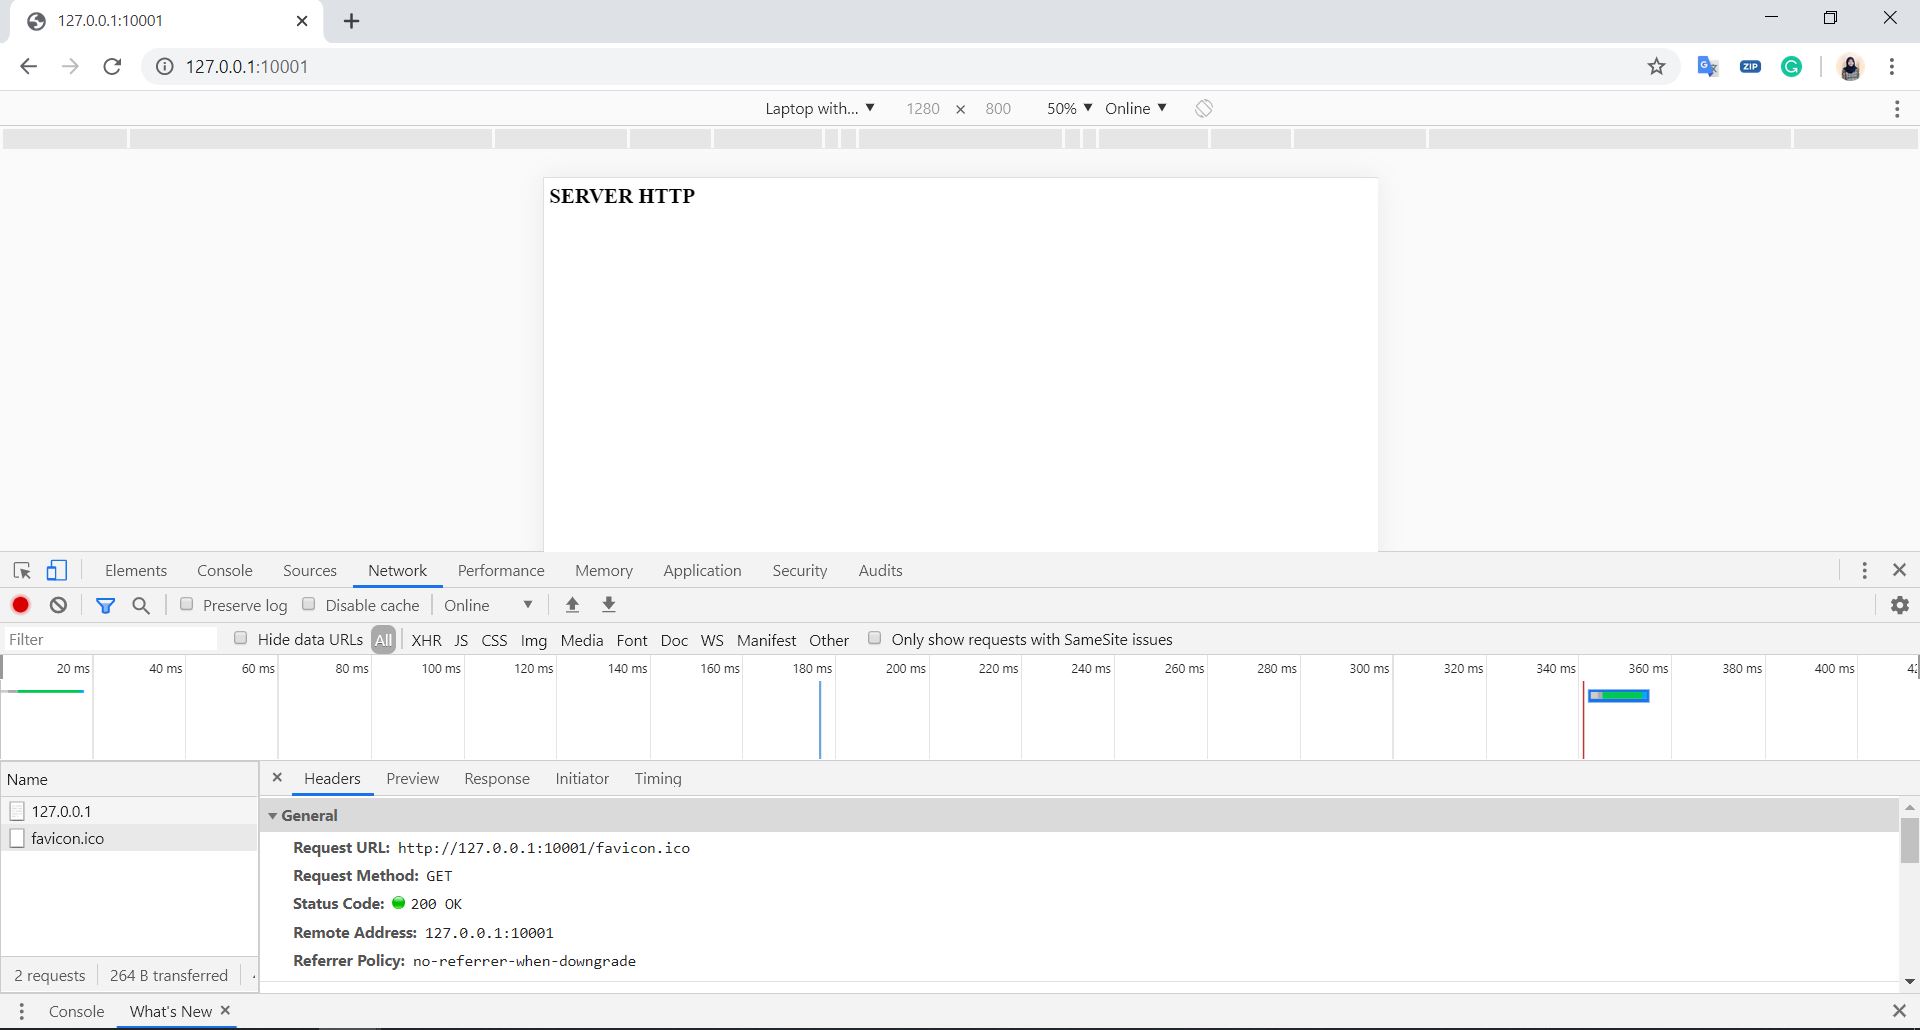 127.0.0.1:10001
127.0.0.1:10001
ZIP
Laptop with... 1280 × 800 50% Online
SERVER HTTP
Elements Console Sources Network Performance Memory Application Security Audits
Preserve log Disable cache Online
Filter Hide data URLs All XHR JS CSS Img Media Font Doc WS Manifest Other Only show requests with SameSite issues
20 ms 40 ms 60 ms 80 ms 100 ms 120 ms 140 ms 160 ms 180 ms 200 ms 220 ms 240 ms 260 ms 280 ms 300 ms 320 ms 340 ms 360 ms 380 ms 400 ms
Name Headers Preview Response Initiator Timing
127.0.0.1
favicon.ico
General
Request URL: http://127.0.0.1:10001/favicon.ico
Request Method: GET
Status Code: 200 OK
Remote Address: 127.0.0.1:10001
Referrer Policy: no-referrer-when-downgrade
2 requests 264 B transferred
Console What's New